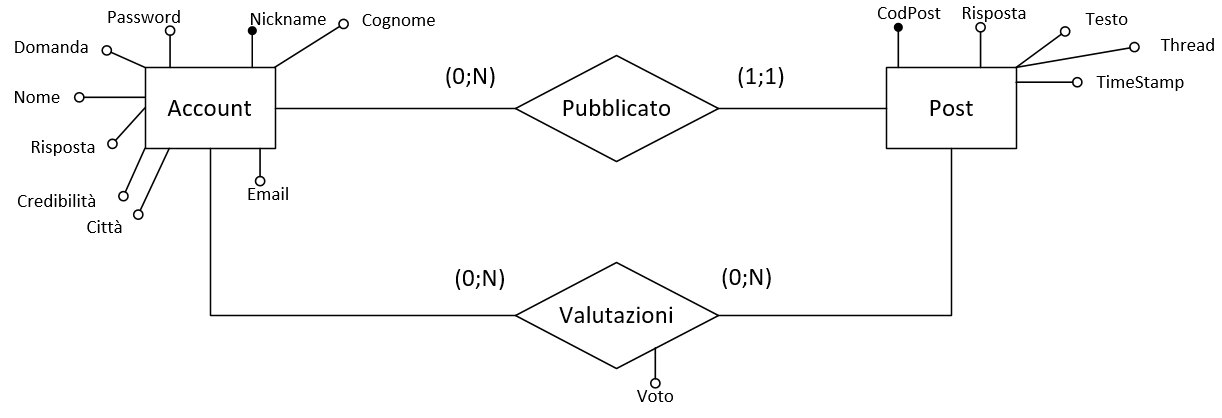 Password
Nickname
Cognome
CodPost
Risposta
Testo
Domanda
Thread
(0;N)
(1;1)
TimeStamp
Nome
Account
Pubblicato
Post
Risposta
Credibilità
Email
Città
(0;N)
(0;N)
Valutazioni
Voto